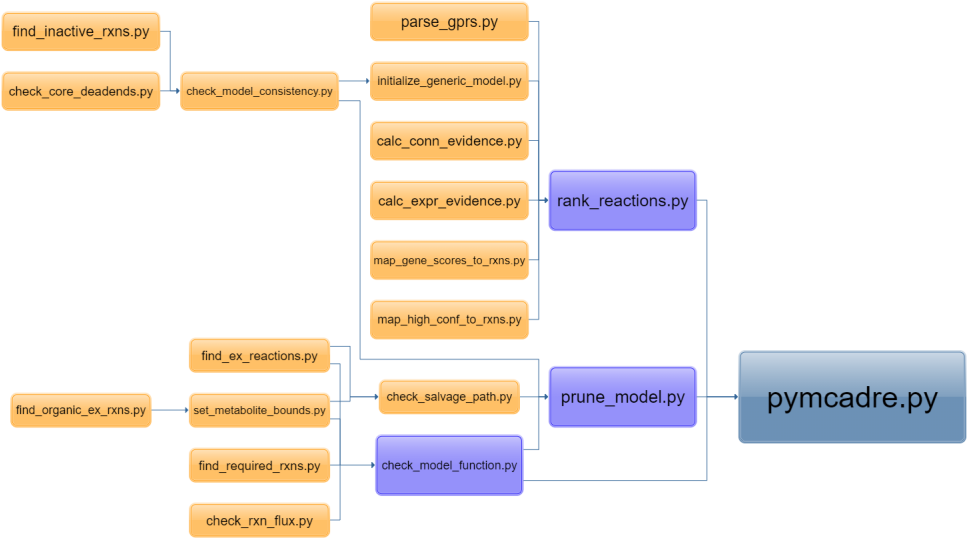 find_inactive_rxns.py
parse_gprs.py
check_core_deadends.py
check_model_consistency.py
initialize_generic_model.py
calc_conn_evidence.py
calc_expr_evidence.py
rank_reactions.py
map_gene_scores_to_rxns.py
map_high_conf_to_rxns.py
find_ex_reactions.py
find_organic_ex_rxns.py
set_metabolite_bounds.py
check_salvage_path.py
prune_model.py
pymcadre.py
find_required_rxns.py
check_model_function.py
check_rxn_flux.py